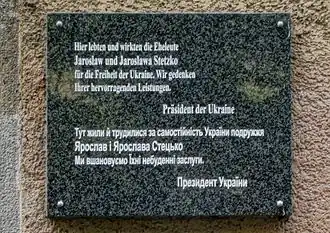 Hier lebten und wirkten die Eheleute
Jaroslaw und Jaroslawa Stetzko
für die Freiheit der Ukraine. Wir gedenken
Ihrer hervorragenden Leistungen.
Präsident der Ukraine
Тут жили й трудилися за самостійність України подружжя
Ярослав і Ярослава Стецько
Ми вшановуємо їхні небуденні заслуги.
Президент України